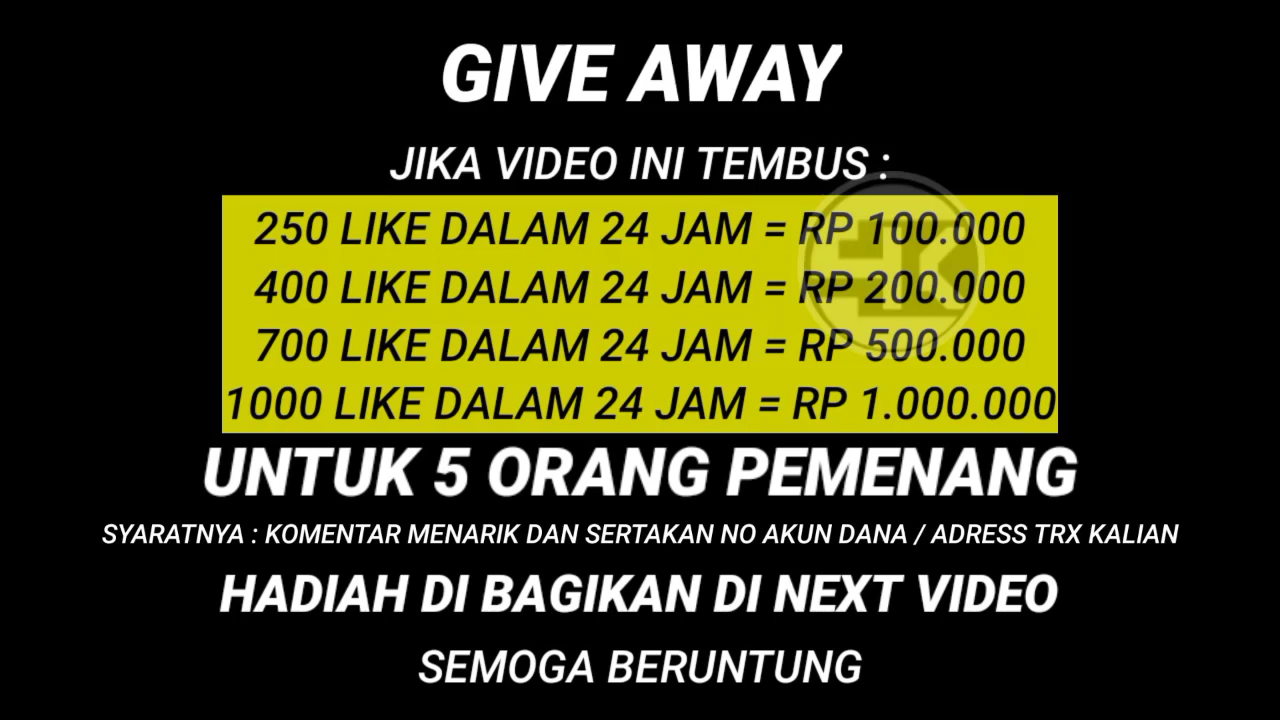 GIVE AWAY
JIKA VIDEO INI TEMBUS :
250 LIKE DALAM 24 JAM = RP 100.000
400 LIKE DALAM 24 JAM = RP 200.000
700 LIKE DALAM 24 JAM = RP 500.000
1000 LIKE DALAM 24 JAM = RP 1.000.000
UNTUK 5 ORANG PEMENANG
SYARATNYA : KOMENTAR MENARIK DAN SERTAKAN NO AKUN DANA / ADRESS TRX KALIAN
HADIAH DI BAGIKAN DI NEXT VIDEO
SEMOGA BERUNTUNG